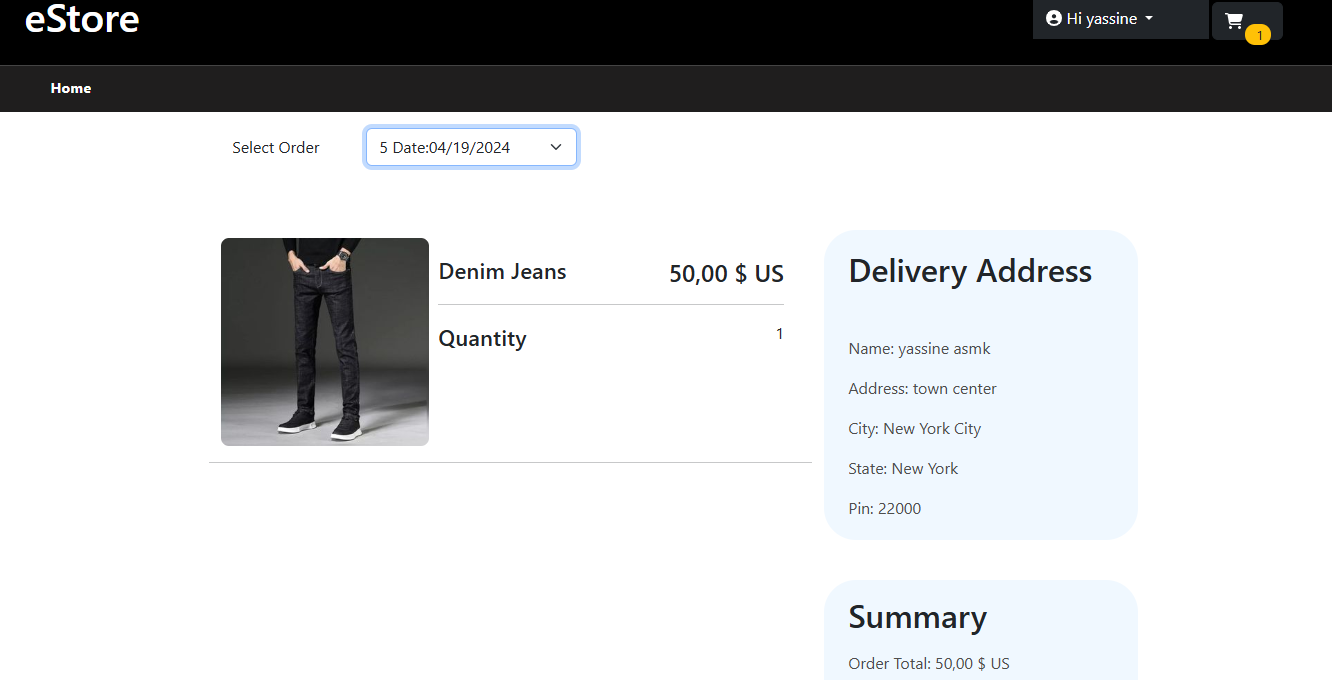 eStore
Hi yassine
1
Home
Select Order
5 Date:04/19/2024
Denim Jeans
50,00 $ US
Quantity
1
Delivery Address
Name: yassine asmk
Address: town center
City: New York City
State: New York
Pin: 22000
Summary
Order Total: 50,00 $ US